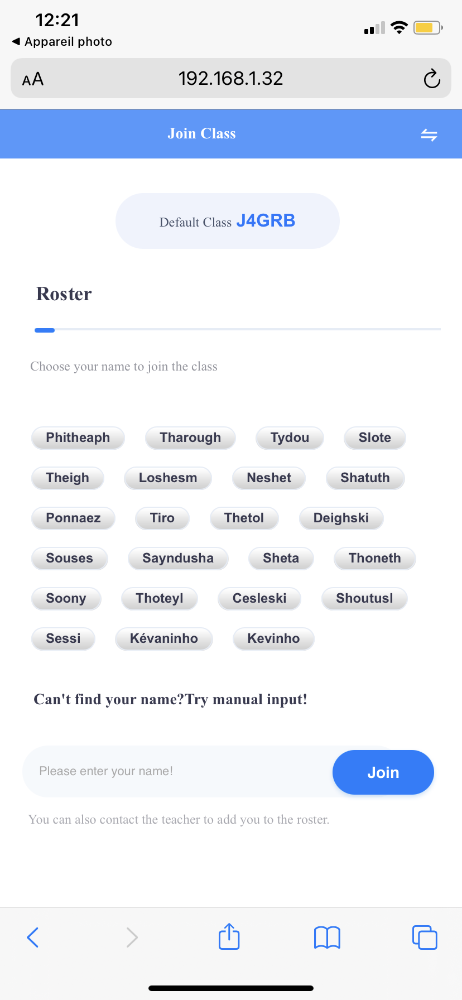 12:21
◀ Appareil photo
AA 192.168.1.32
Join Class
Default Class J4GRB
Roster
Choose your name to join the class
Phitheaph Tharough Tydou Slote
Theigh Loshesm Neshet Shatuth
Ponnaez Tiro Thetol Deighski
Souses Sayndusha Sheta Thoneth
Soony Thoteyl Cesleski Shoutusl
Sessi Kévaninho Kevinho
Can't find your name?Try manual input!
Please enter your name! Join
You can also contact the teacher to add you to the roster.